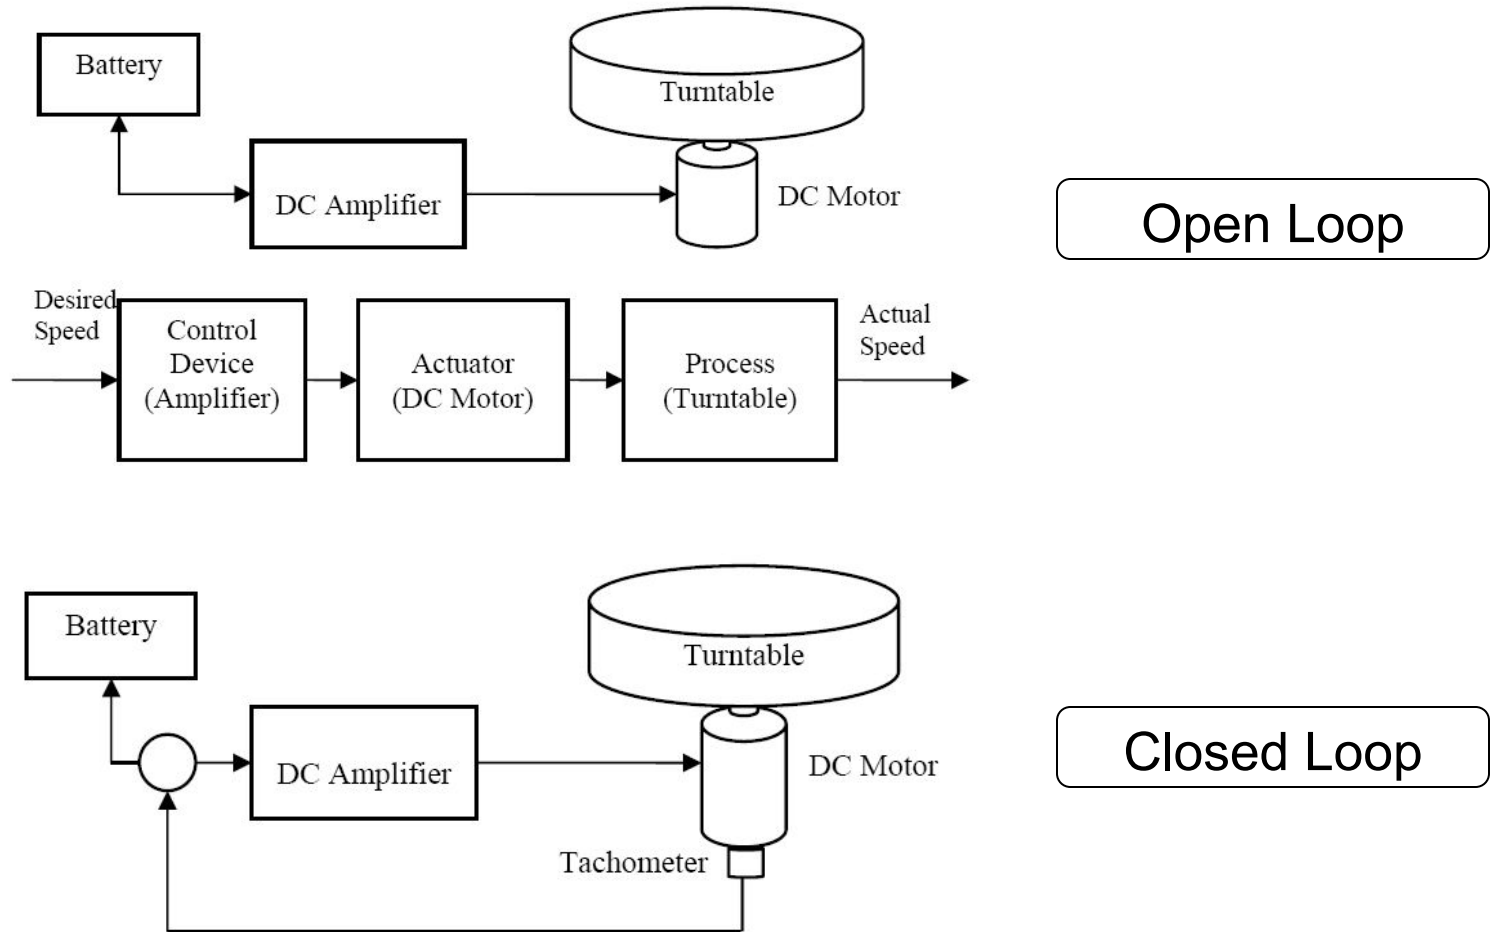 Battery
Turntable
DC Amplifier
DC Motor
Open Loop
Desired
Speed
Control
Device
(Amplifier)
Actuator
(DC Motor)
Process
(Turntable)
Actual
Speed
Battery
Turntable
DC Amplifier
DC Motor
Closed Loop
Tachometer